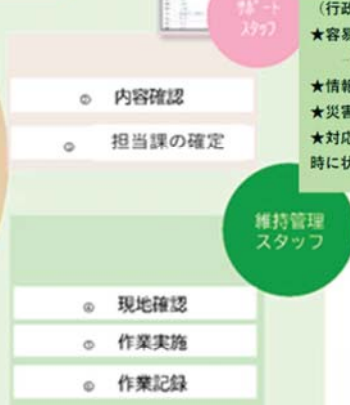 サポート
スタッフ
（行政
★容易
★情報
★災害
★対応
時に状
内容確認
担当課の確定
維持管理
スタッフ
現地確認
作業実施
作業記録